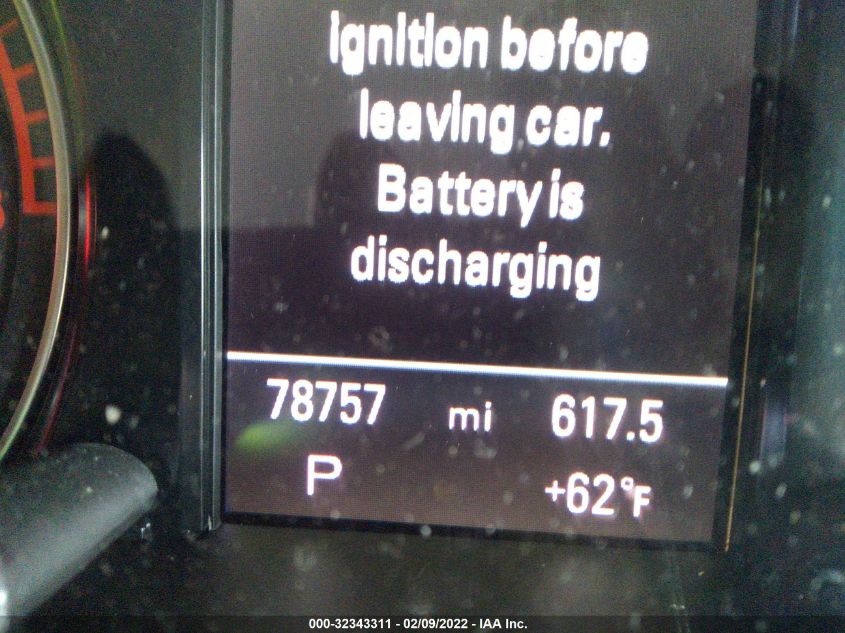 ignition before
leaving car.
Battery is
discharging
78757 mi 617.5
P +62°F
000-32343311 - 02/09/2022 - IAA Inc.